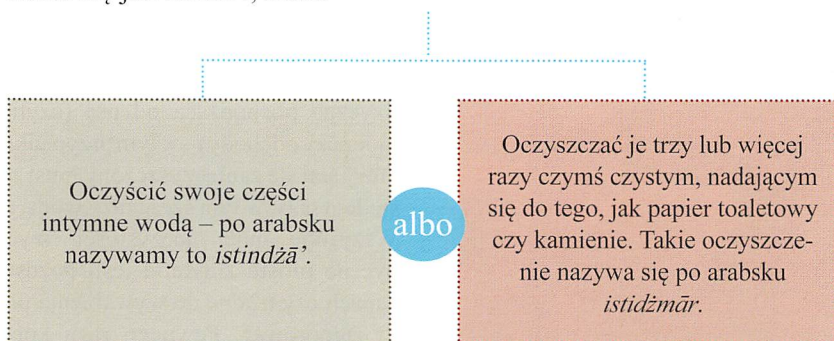 Oczyścić swoje części
intymne wodą – po arabsku
nazywamy to istindżā’.
albo
Oczyszczać je trzy lub więcej
razy czymś czystym, nadającym
się do tego, jak papier toaletowy
czy kamienie. Takie oczyszcze-
nie nazywa się po arabsku
istidżmār.